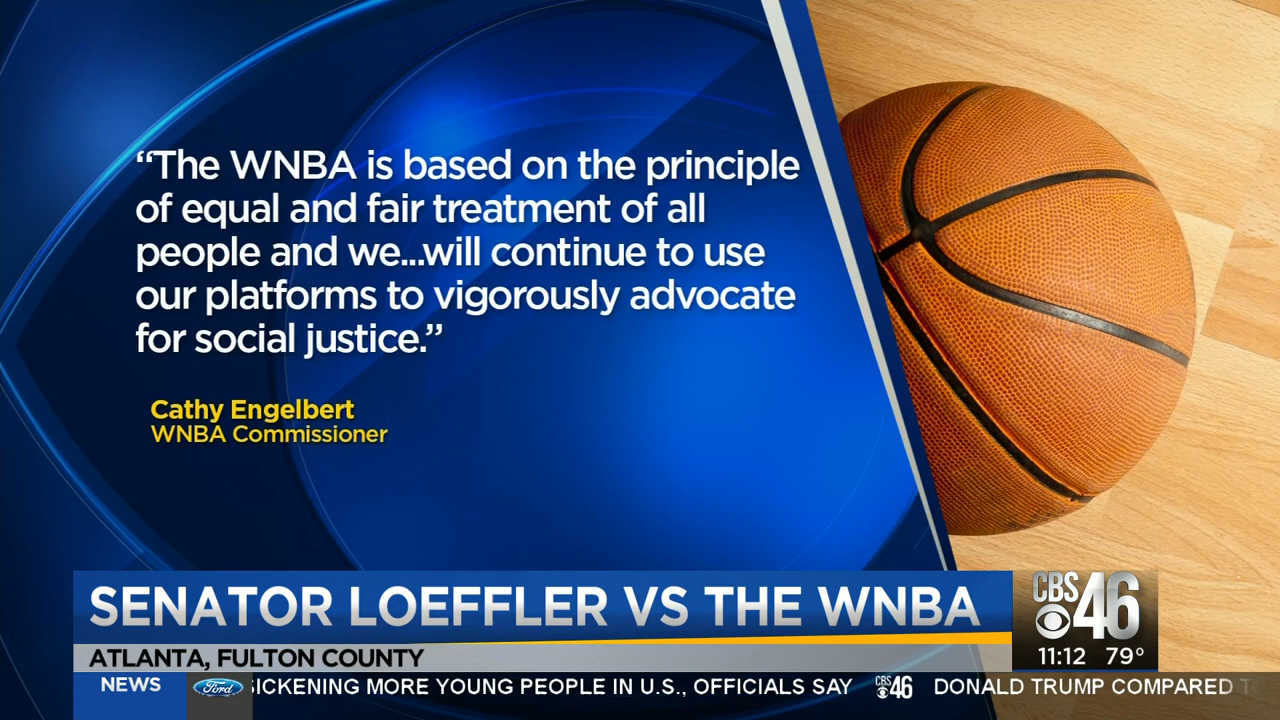 “The WNBA is based on the principle
of equal and fair treatment of all
people and we...will continue to use
our platforms to vigorously advocate
for social justice.”
Cathy Engelbert
WNBA Commissioner
SENATOR LOEFFLER VS THE WNBA
ATLANTA, FULTON COUNTY
CBS 46
11:12 79°
NEWS Ford SICKENING MORE YOUNG PEOPLE IN U.S., OFFICIALS SAY CBS 46 DONALD TRUMP COMPARED